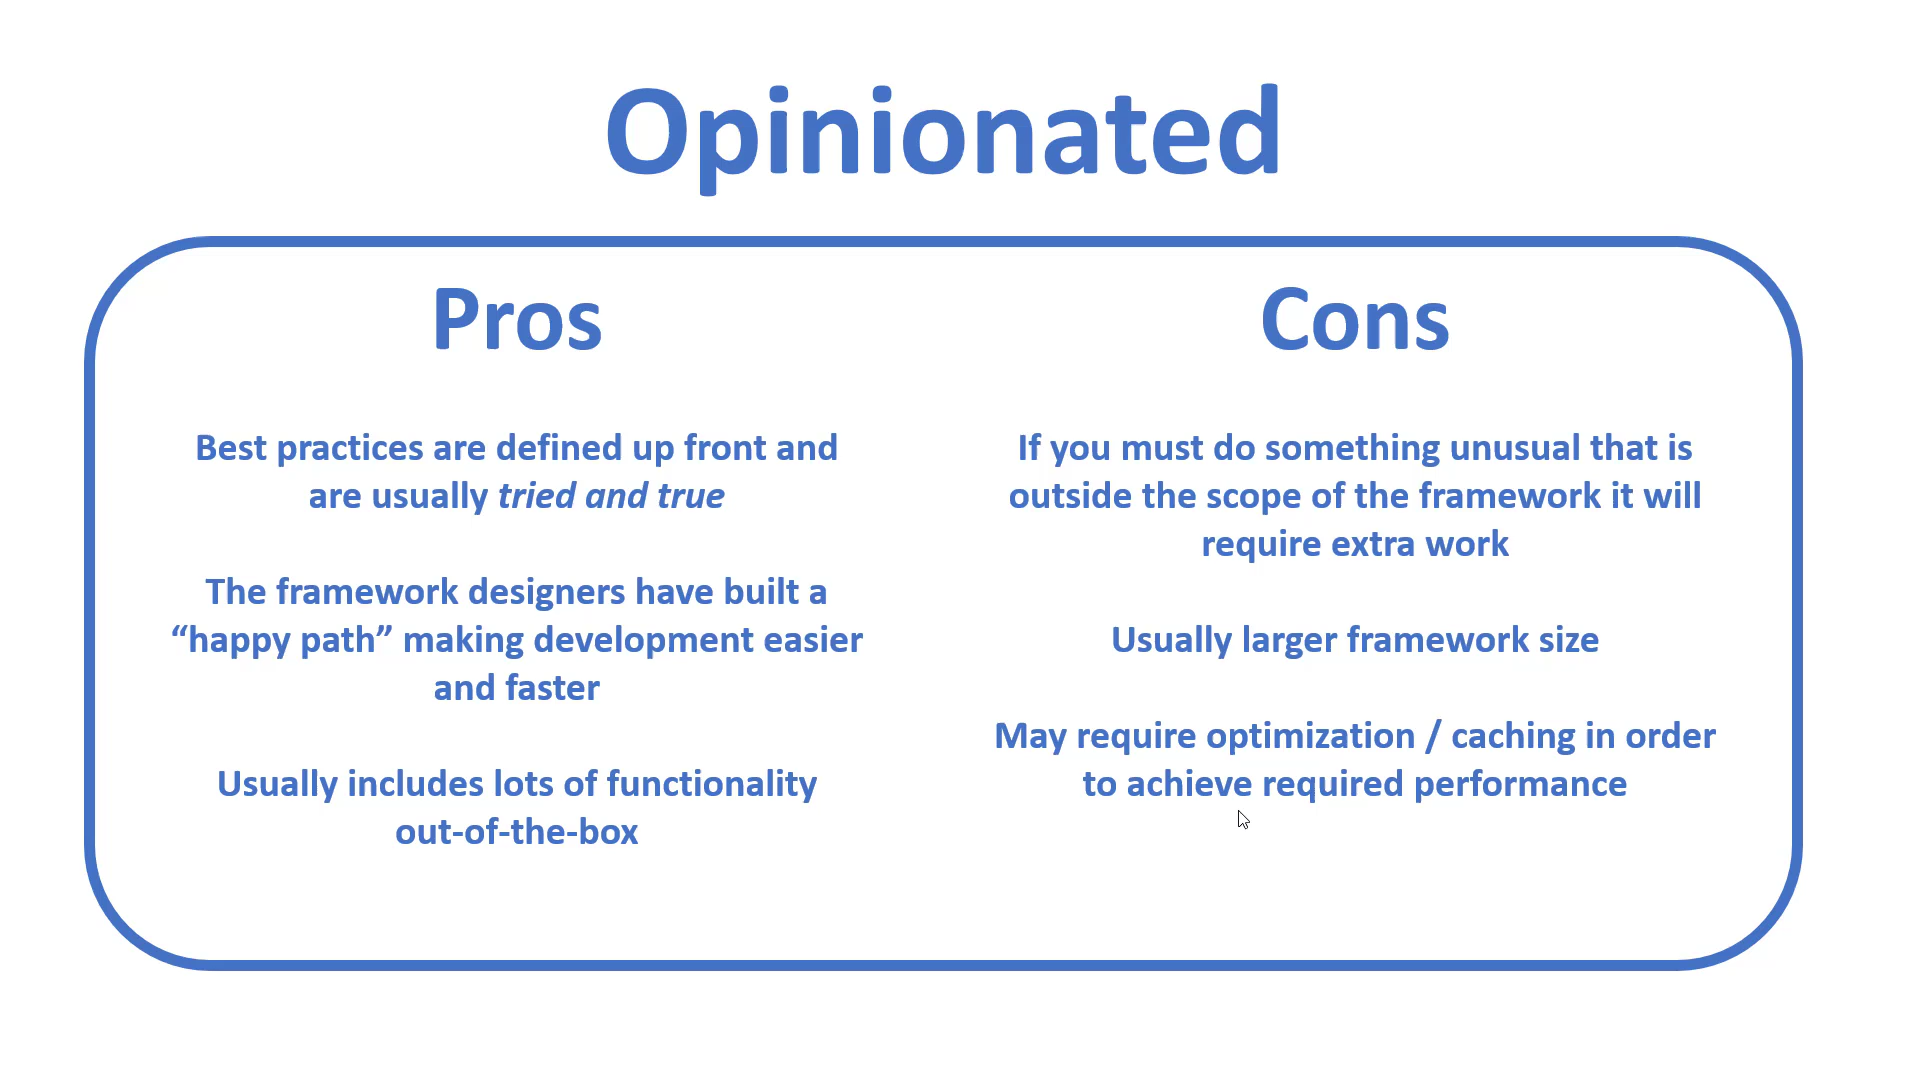 Opinionated
Pros
Best practices are defined up front and
are usually tried and true
The framework designers have built a
“happy path” making development easier
and faster
Usually includes lots of functionality
out-of-the-box
Cons
If you must do something unusual that is
outside the scope of the framework it will
require extra work
Usually larger framework size
May require optimization / caching in order
to achieve required performance